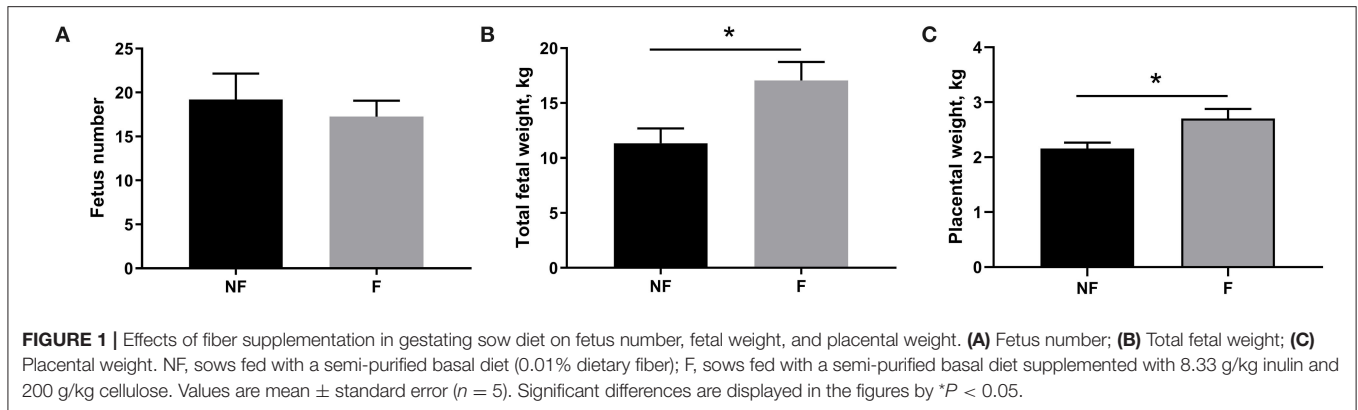 A
Fetus number
25
20
15
10
5
0
NF
F
B
Total fetal weight, kg
20
15
10
5
0
*
NF
F
C
Placental weight, kg
4
3
2
1
0
*
NF
F
FIGURE 1 | Effects of fiber supplementation in gestating sow diet on fetus number, fetal weight, and placental weight. (A) Fetus number; (B) Total fetal weight; (C)
Placental weight. NF, sows fed with a semi-purified basal diet (0.01% dietary fiber); F, sows fed with a semi-purified basal diet supplemented with 8.33 g/kg inulin and
200 g/kg cellulose. Values are mean ± standard error (n = 5). Significant differences are displayed in the figures by *P < 0.05.